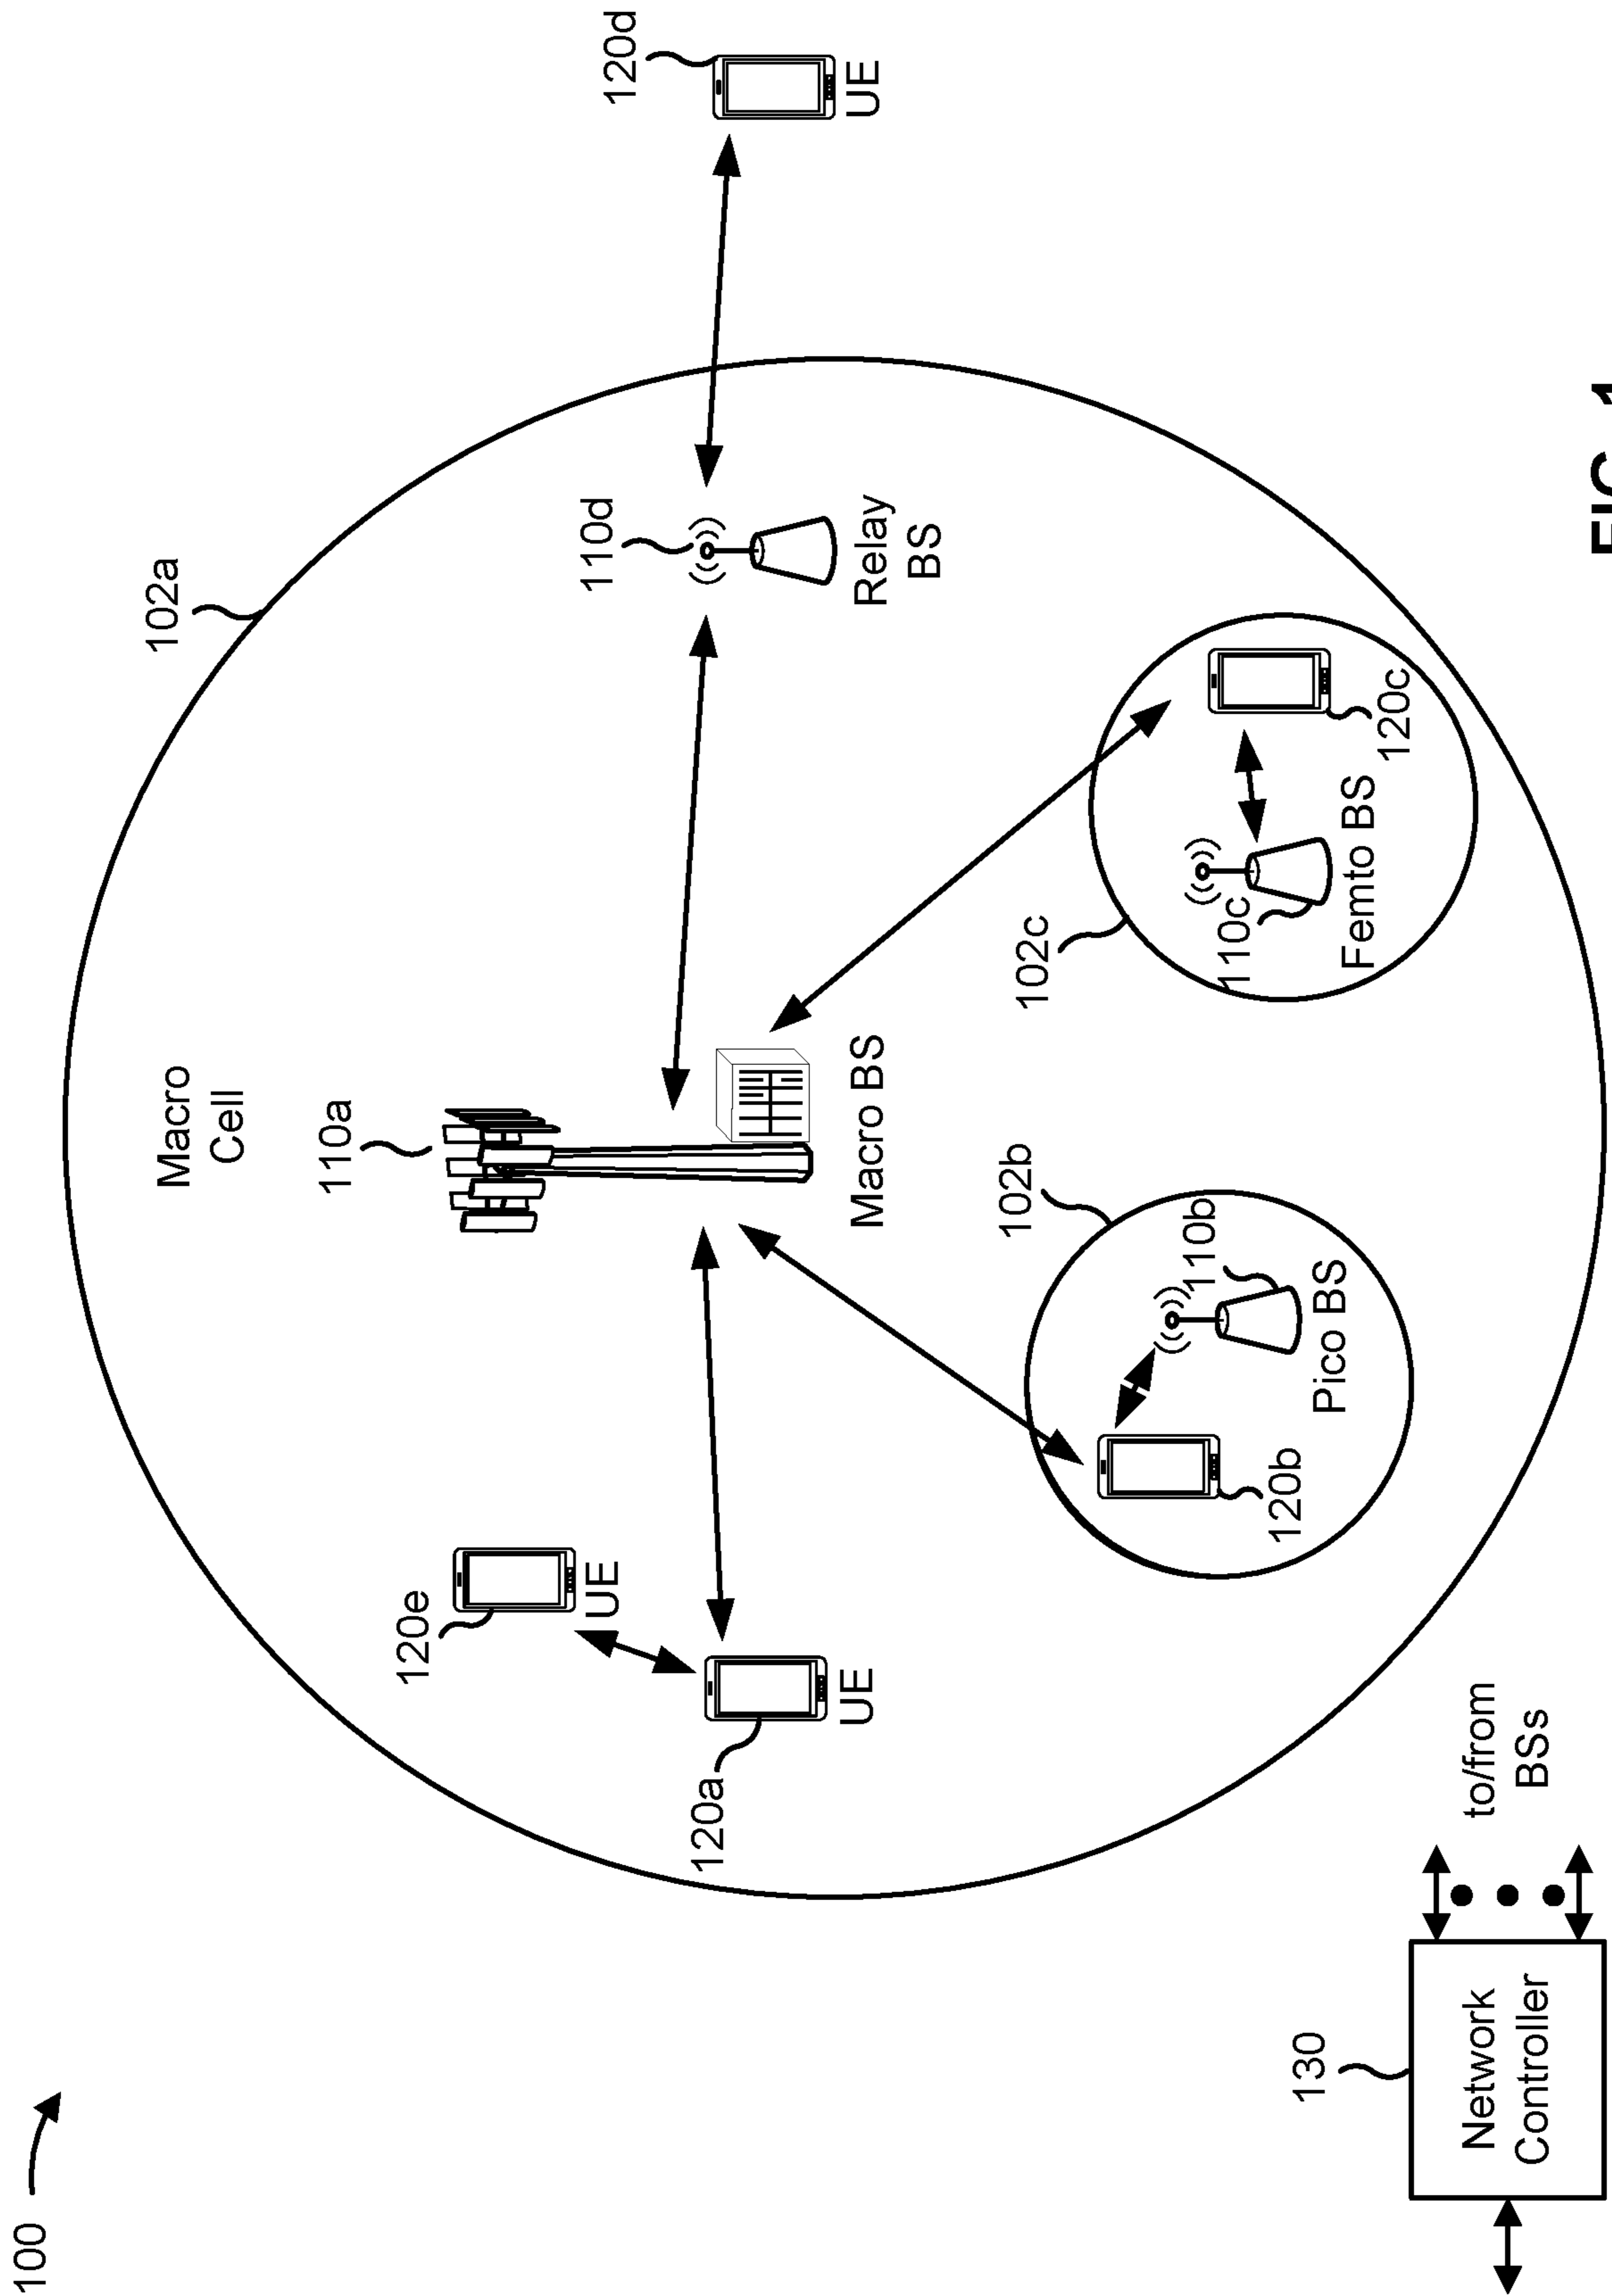 100
102a
Macro
Cell
110a
120d
UE
110d
Relay
BS
120e
UE
120a
UE
Macro BS
102b
102c
110b
Pico BS
120b
110c
Femto BS
120c
130
Network
Controller
to/from
BSs